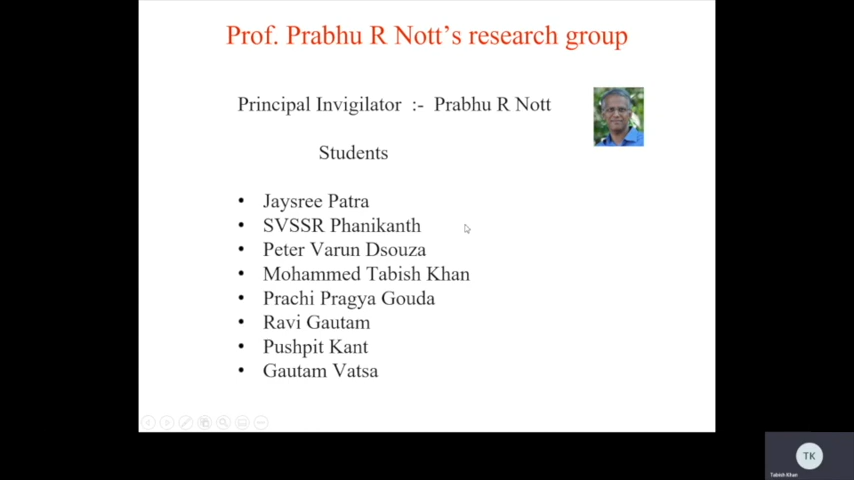 Prof. Prabhu R Nott's research group
Principal Invigilator :- Prabhu R Nott
Students
• Jaysree Patra
• SVSSR Phanikanth
• Peter Varun Dsouza
• Mohammed Tabish Khan
• Prachi Pragya Gouda
• Ravi Gautam
• Pushpit Kant
• Gautam Vatsa
TK
Tabish Khan